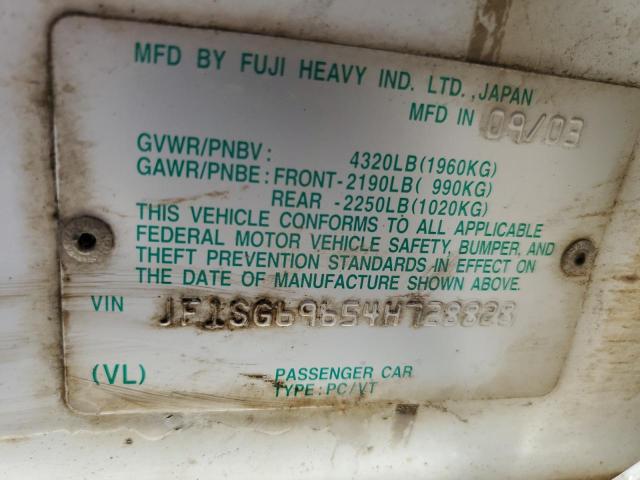 MFD BY FUJI HEAVY IND. LTD., JAPAN
MFD IN 09/03
GVWR/PNBV: 4320LB(1960KG)
GAWR/PNBE: FRONT-2190LB( 990KG)
REAR -2250LB(1020KG)
THIS VEHICLE CONFORMS TO ALL APPLICABLE
FEDERAL MOTOR VEHICLE SAFETY, BUMPER, AND
THEFT PREVENTION STANDARDS IN EFFECT ON
THE DATE OF MANUFACTURE SHOWN ABOVE.
VIN JF1SG69654H728828
(VL) PASSENGER CAR
TYPE: PC/VT